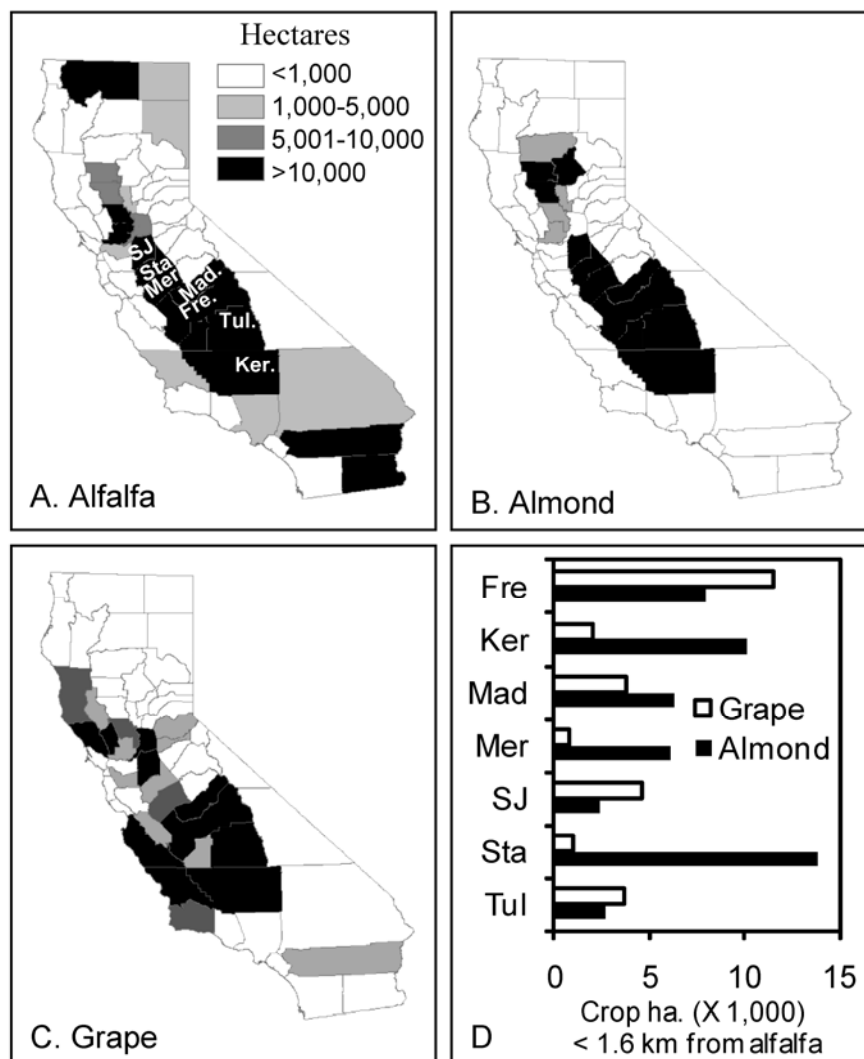 Hectares
<1,000
1,000-5,000
5,001-10,000
>10,000
SJ
Sta
Mer
Mad.
Fre.
Tul.
Ker.
A. Alfalfa
B. Almond
C. Grape
Fre
Ker
Mad
Mer
SJ
Sta
Tul
Grape
Almond
0 5 10 15
Crop ha. (X 1,000)
< 1.6 km from alfalfa
D